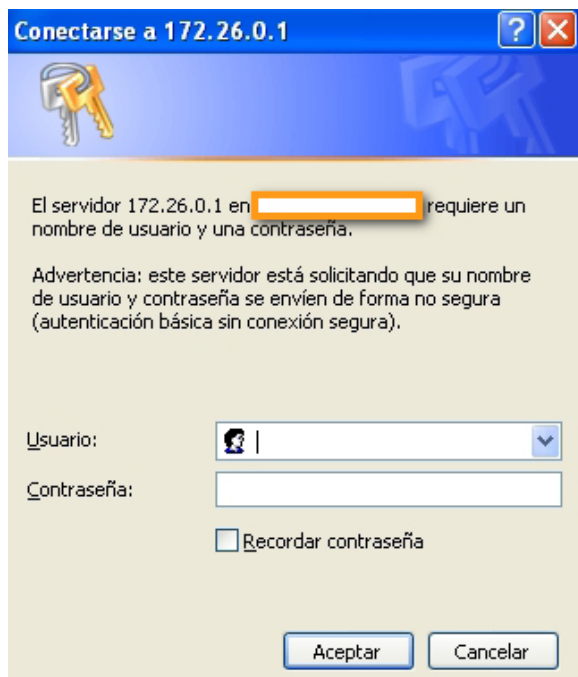 Conectarse a 172.26.0.1
El servidor 172.26.0.1 en requiere un
nombre de usuario y una contraseña.
Advertencia: este servidor está solicitando que su nombre
de usuario y contraseña se envíen de forma no segura
(autenticación básica sin conexión segura).
Usuario:
Contraseña:
Recordar contraseña
Aceptar Cancelar